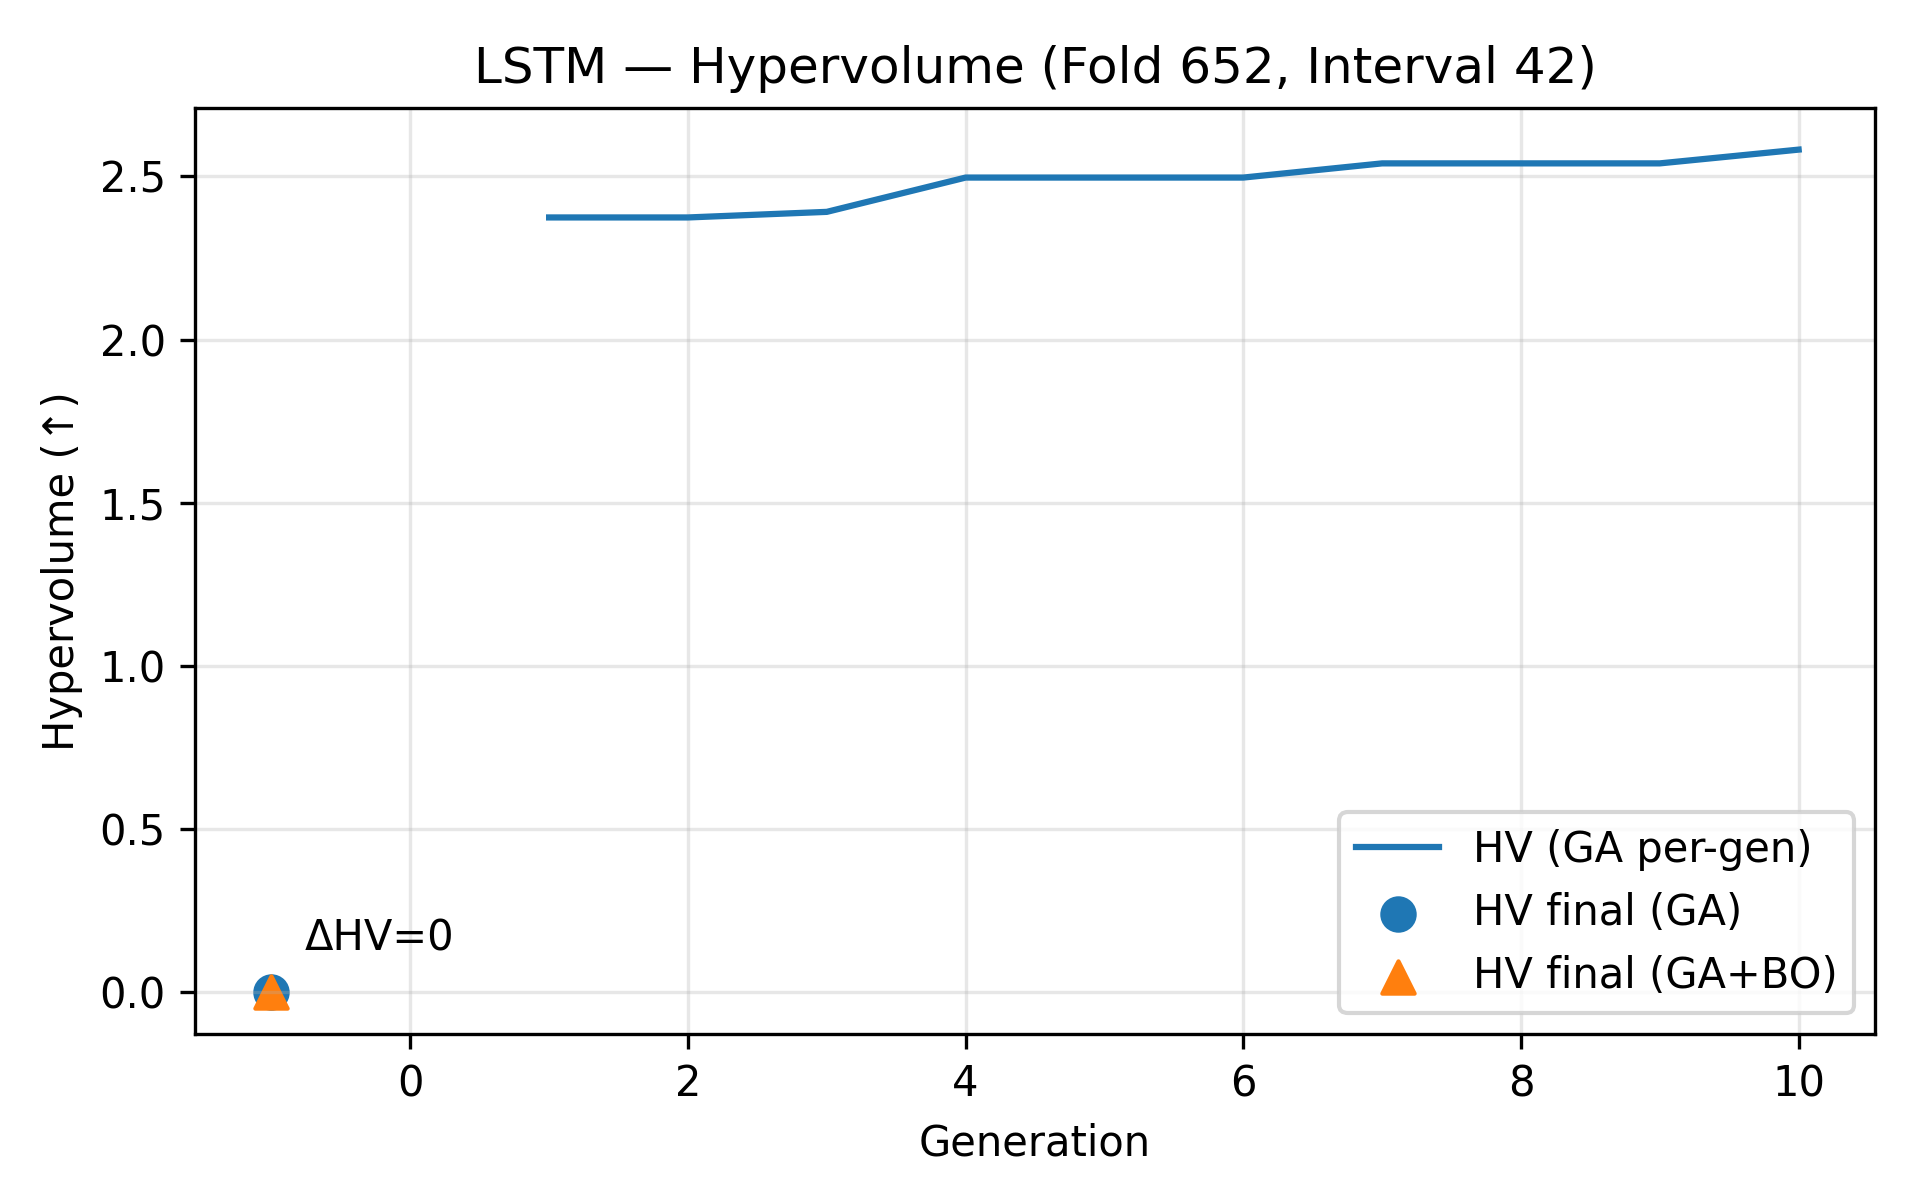 LSTM — Hypervolume (Fold 652, Interval 42)
Hypervolume (↑)
2.5
2.0
1.5
1.0
0.5
0.0
ΔHV=0
HV (GA per-gen)
HV final (GA)
HV final (GA+BO)
0 2 4 6 8 10
Generation